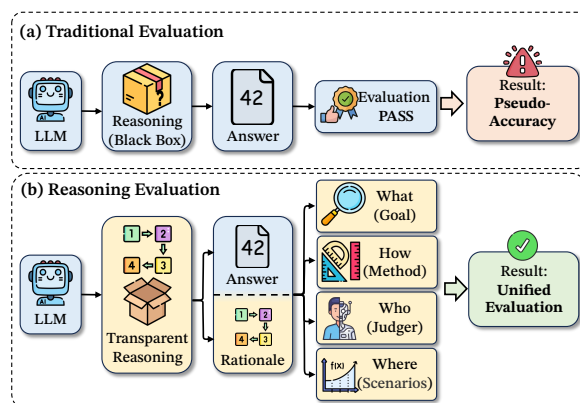 (a) Traditional Evaluation
AI
LLM
?
Reasoning
(Black Box)
42
Answer
Evaluation
PASS
Result:
Pseudo-
Accuracy
(b) Reasoning Evaluation
AI
LLM
1 2
4 3
Transparent
Reasoning
42
Answer
1 2
4 3
Rationale
What
(Goal)
How
(Method)
Who
(Judger)
f(X)
Where
(Scenarios)
Result:
Unified
Evaluation